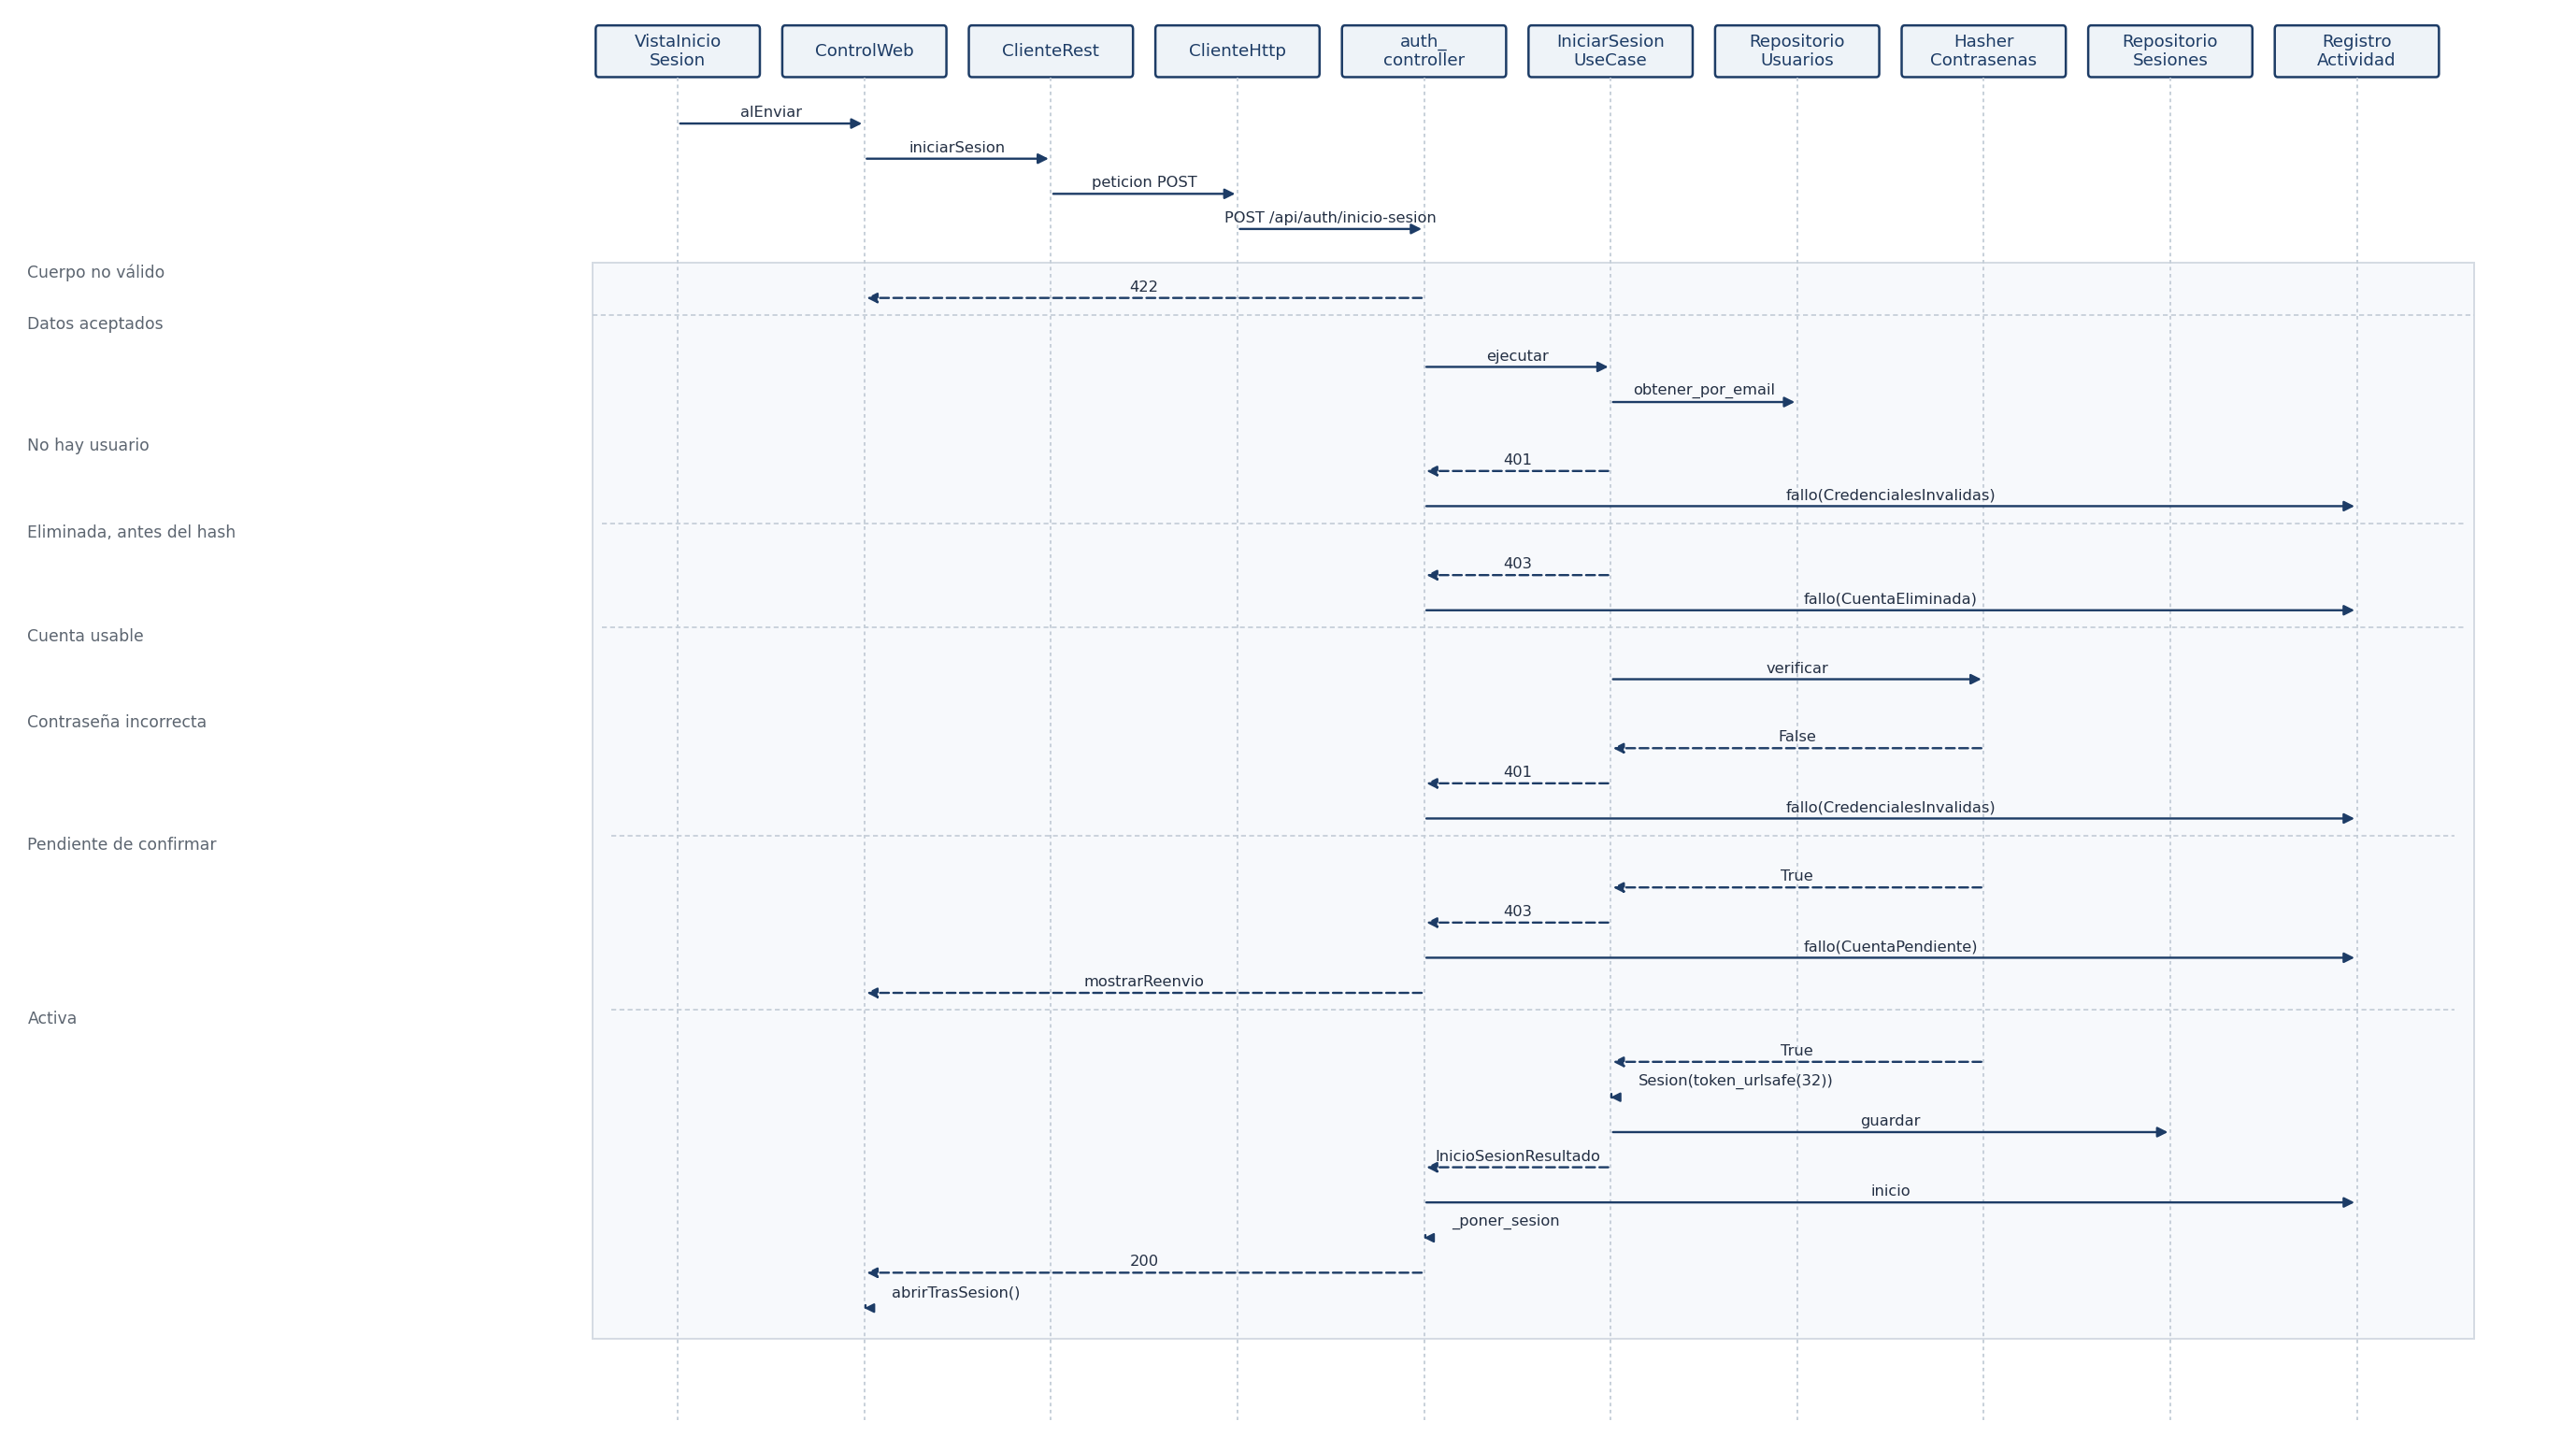 VistaInicio
Sesion
ControlWeb
ClienteRest
ClienteHttp
auth_
controller
IniciarSesion
UseCase
Repositorio
Usuarios
Hasher
Contrasenas
Repositorio
Sesiones
Registro
Actividad
alEnviar
iniciarSesion
peticion POST
POST /api/auth/inicio-sesion
Cuerpo no válido
422
Datos aceptados
ejecutar
obtener_por_email
No hay usuario
401
fallo(CredencialesInvalidas)
Eliminada, antes del hash
403
fallo(CuentaEliminada)
Cuenta usable
verificar
Contraseña incorrecta
False
401
fallo(CredencialesInvalidas)
Pendiente de confirmar
True
403
fallo(CuentaPendiente)
mostrarReenvio
Activa
True
Sesion(token_urlsafe(32))
guardar
InicioSesionResultado
inicio
_poner_sesion
200
abrirTrasSesion()